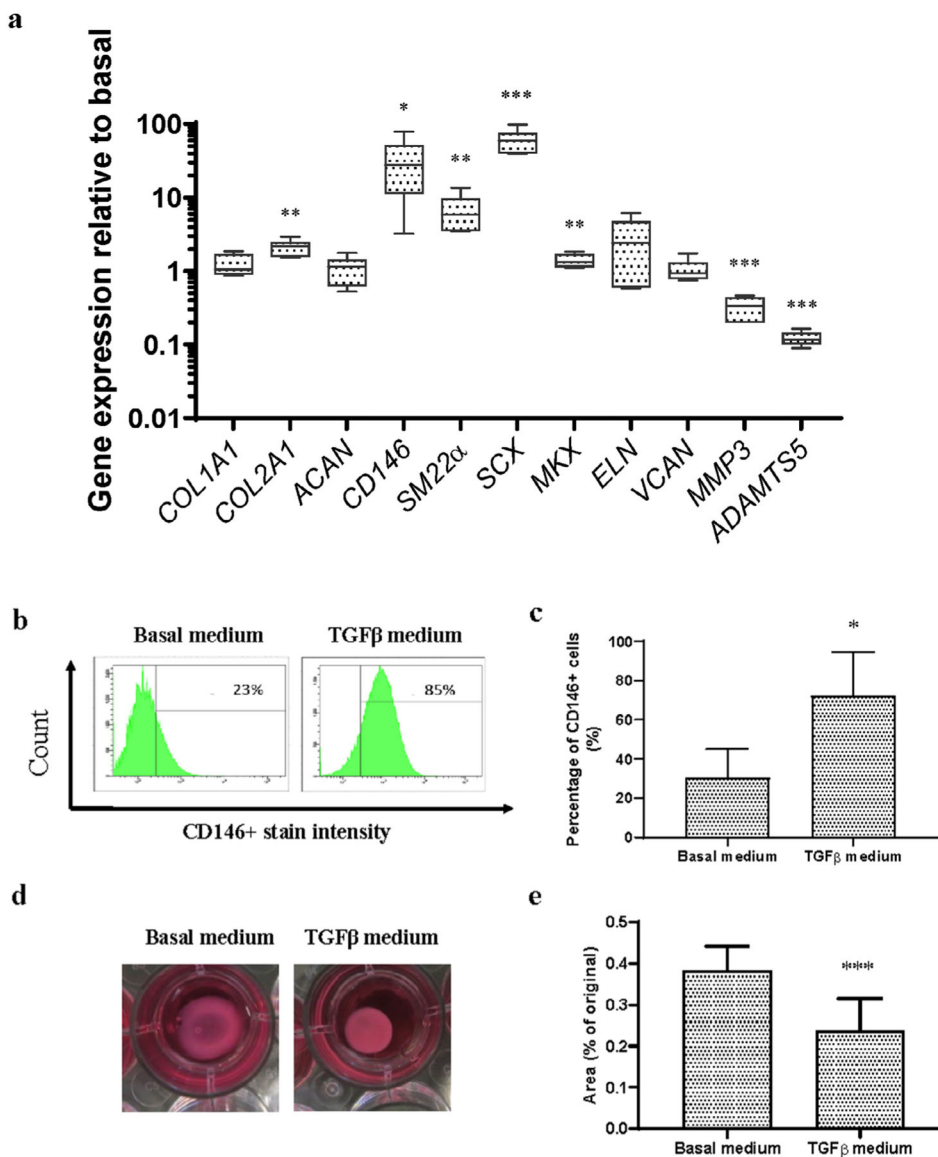 a
Gene expression relative to basal
100
10
1
0.1
0.01
*
**
***
**
**
***
***
COL1A1
COL2A1
ACAN
CD146
SM22α
SCX
MKX
ELN
VCAN
MMP3
ADAMTS5
b
Basal medium
TGFβ medium
23%
85%
Count
CD146+ stain intensity
c
Percentage of CD146+ cells
(%)
100
80
60
40
20
0
*
Basal medium
TGFβ medium
d
Basal medium
TGFβ medium
e
Area (% of original)
0.5
0.4
0.3
0.2
0.1
0.0
***
Basal medium
TGFβ medium